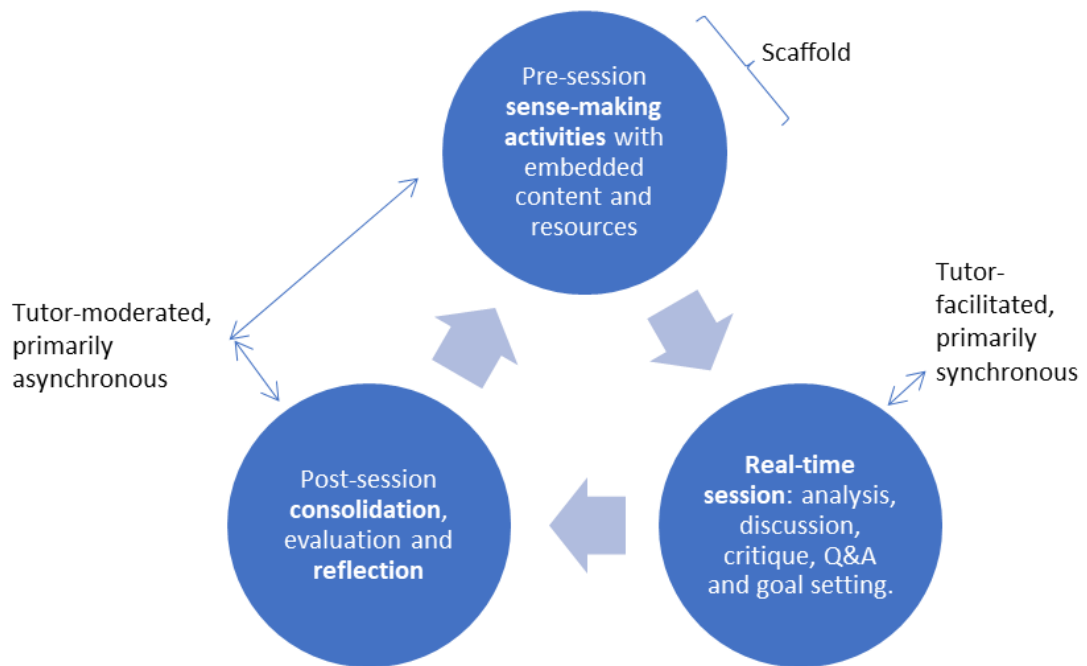 Scaffold
Pre-session
sense-making
activities with
embedded
content and
resources
Tutor-
facilitated,
primarily
synchronous
Tutor-moderated,
primarily
asynchronous
Real-time
session: analysis,
discussion,
critique, Q&A
and goal setting.
Post-session
consolidation,
evaluation and
reflection